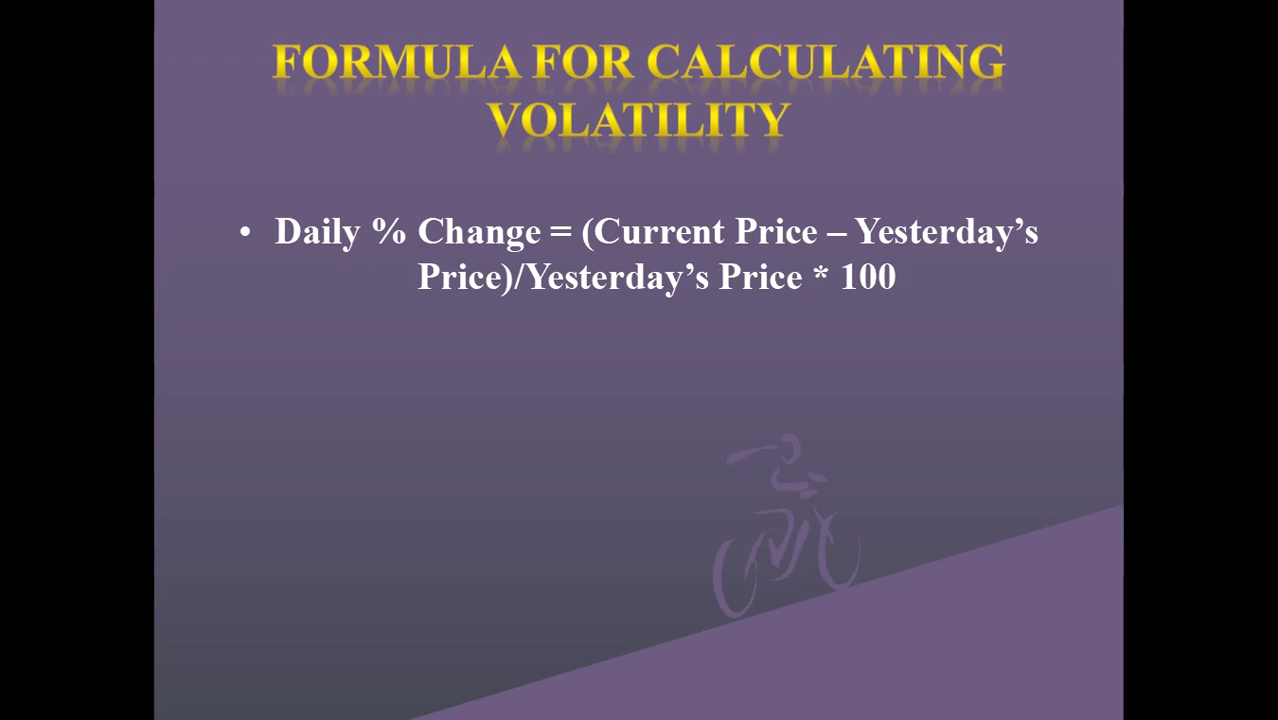 FORMULA FOR CALCULATING
VOLATILITY
• Daily % Change = (Current Price – Yesterday’s
Price)/Yesterday’s Price * 100